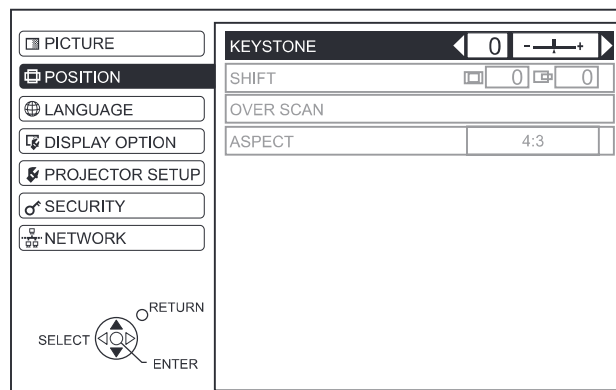 PICTURE
POSITION
LANGUAGE
DISPLAY OPTION
PROJECTOR SETUP
SECURITY
NETWORK
RETURN
SELECT
ENTER
KEYSTONE 0 - +
SHIFT 0 0
OVER SCAN
ASPECT 4:3